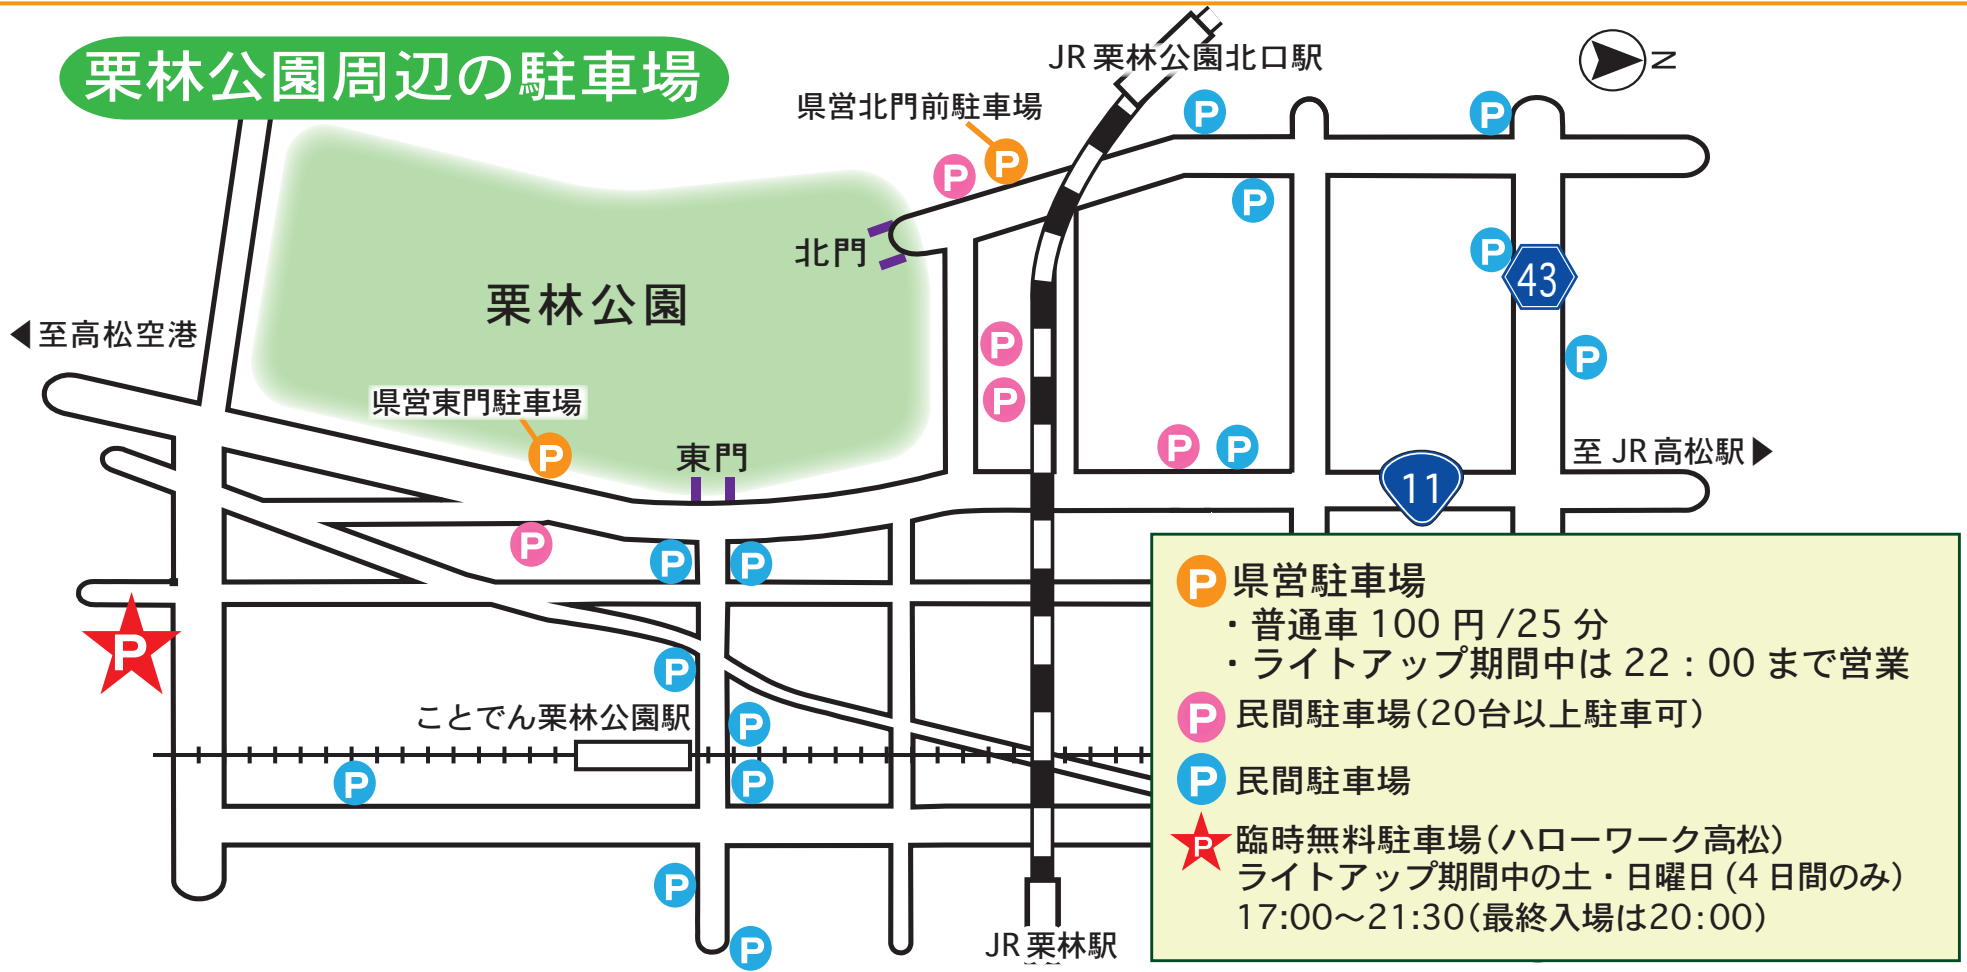 栗林公園周辺の駐車場
JR栗林公園北口駅
N
県営北門前駐車場
P
P
P
P
P
北門
栗林公園
P
43
◀至高松空港
P
P
P
県営東門駐車場
P
東門
P
P
至 JR高松駅▶
11
P
P
P
P
P
ことでん栗林公園駅
P
P
P
P
P
JR栗林駅
P 県営駐車場
・普通車 100 円 /25 分
・ライトアップ期間中は 22：00 まで営業
P 民間駐車場(20台以上駐車可)
P 民間駐車場
P 臨時無料駐車場(ハローワーク高松)
ライトアップ期間中の土・日曜日 (4 日間のみ)
17:00～21:30(最終入場は20:00)